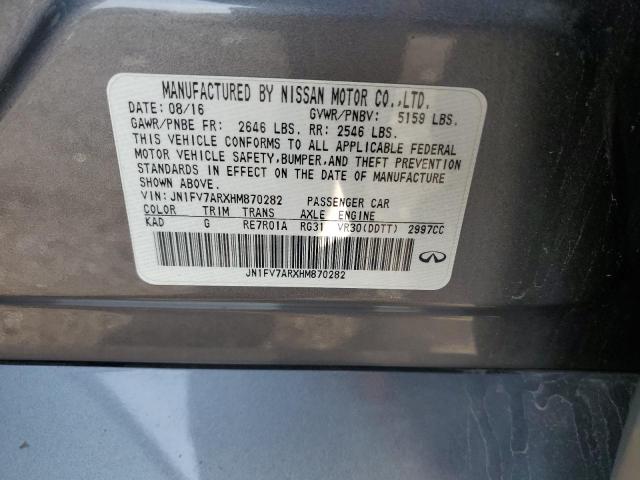 MANUFACTURED BY NISSAN MOTOR CO.,LTD.
DATE: 08/16 GVWR/PNBV: 5159 LBS.
GAWR/PNBE FR: 2646 LBS. RR: 2546 LBS.
THIS VEHICLE CONFORMS TO ALL APPLICABLE FEDERAL
MOTOR VEHICLE SAFETY, BUMPER, AND THEFT PREVENTION
STANDARDS IN EFFECT ON THE DATE OF MANUFACTURE
SHOWN ABOVE.
VIN: JN1FV7ARXHM870282 PASSENGER CAR
COLOR TRIM TRANS AXLE ENGINE
KAD G RE7R01A RG31 VR30(DDTT) 2997CC
JN1FV7ARXHM870282
INFINITI